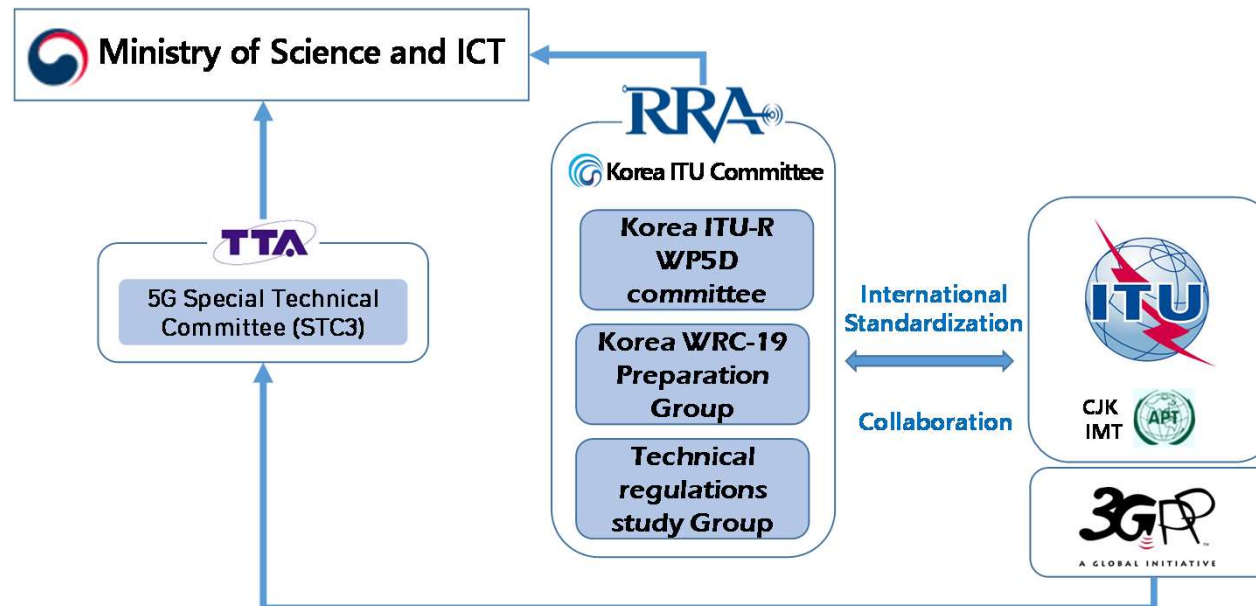 Ministry of Science and ICT
RRA
Korea ITU Committee
Korea ITU-R
WP5D
committee
Korea WRC-19
Preparation
Group
Technical
regulations
study Group
TTA
5G Special Technical
Committee (STC3)
International
Standardization
Collaboration
ITU
CJK
IMT
APT
3GPP
TM
A GLOBAL INITIATIVE